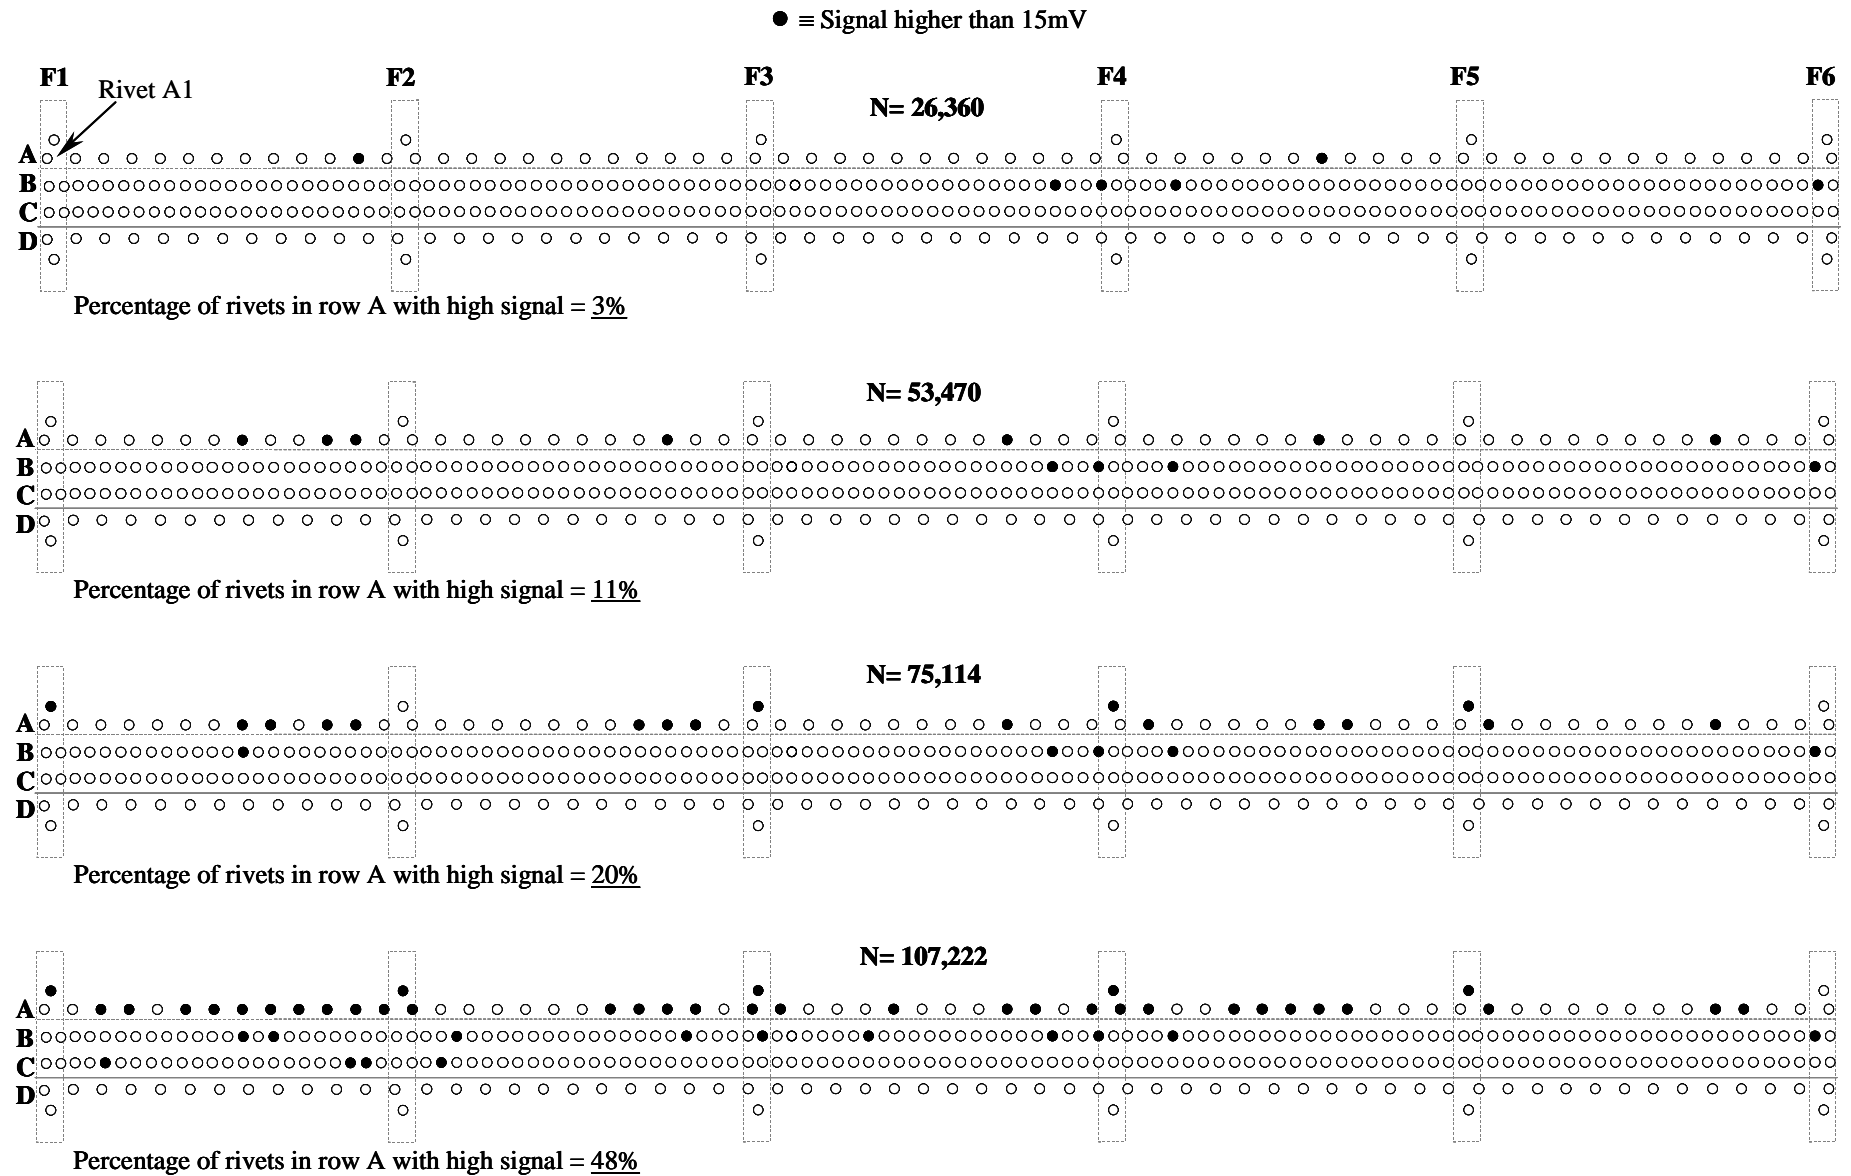 ● ≡ Signal higher than 15mV
F1 F2 F3 F4 F5 F6
Rivet A1
N= 26,360
A
B
C
D
Percentage of rivets in row A with high signal = 3%
N= 53,470
A
B
C
D
Percentage of rivets in row A with high signal = 11%
N= 75,114
A
B
C
D
Percentage of rivets in row A with high signal = 20%
N= 107,222
A
B
C
D
Percentage of rivets in row A with high signal = 48%